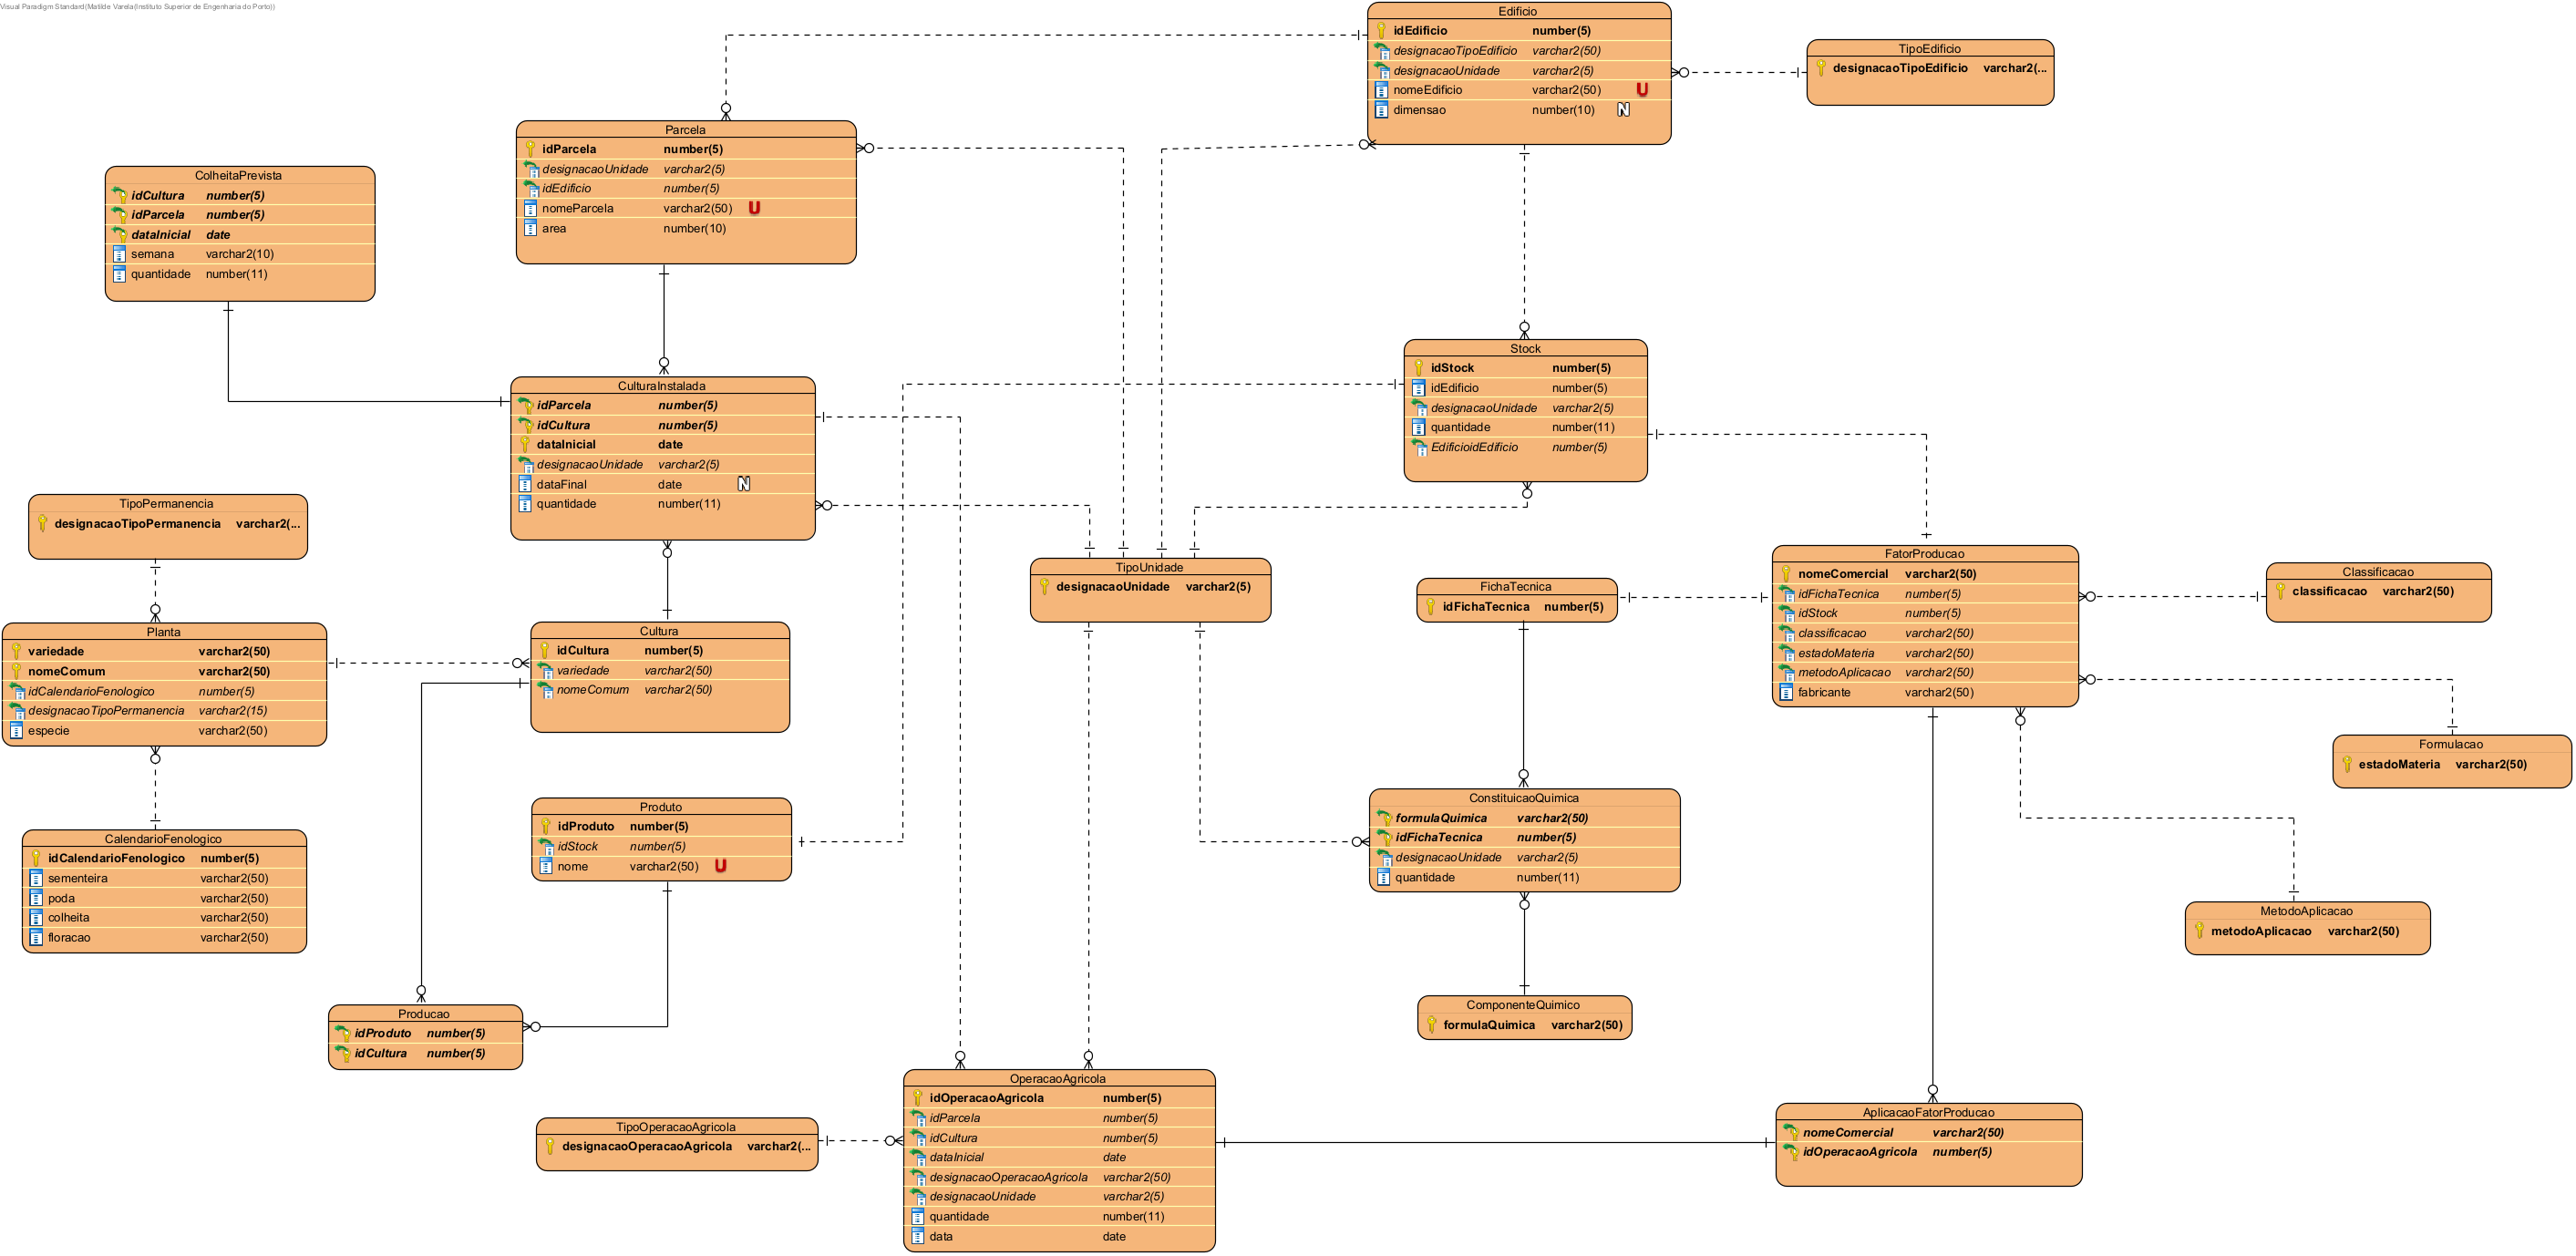 Visual Paradigm Standard(Matilde Varela(Instituto Superior de Engenharia do Porto))
Edificio
idEdificio number(5)
designacaoTipoEdificio varchar2(50)
designacaoUnidade varchar2(5)
nomeEdificio varchar2(50) U
dimensao number(10) N
TipoEdificio
designacaoTipoEdificio varchar2(...
Parcela
idParcela number(5)
designacaoUnidade varchar2(5)
idEdificio number(5)
nomeParcela varchar2(50) U
area number(10)
ColheitaPrevista
idCultura number(5)
idParcela number(5)
dataInicial date
semana varchar2(10)
quantidade number(11)
Stock
idStock number(5)
idEdificio number(5)
designacaoUnidade varchar2(5)
quantidade number(11)
EdificioidEdificio number(5)
CulturaInstalada
idParcela number(5)
idCultura number(5)
dataInicial date
designacaoUnidade varchar2(5)
dataFinal date N
quantidade number(11)
TipoPermanencia
designacaoTipoPermanencia varchar2(...
TipoUnidade
designacaoUnidade varchar2(5)
FichaTecnica
idFichaTecnica number(5)
FatorProducao
nomeComercial varchar2(50)
idFichaTecnica number(5)
idStock number(5)
classificacao varchar2(50)
estadoMateria varchar2(50)
metodoAplicacao varchar2(50)
fabricante varchar2(50)
Classificacao
classificacao varchar2(50)
Planta
variedade varchar2(50)
nomeComum varchar2(50)
idCalendarioFenologico number(5)
designacaoTipoPermanencia varchar2(15)
especie varchar2(50)
Cultura
idCultura number(5)
variedade varchar2(50)
nomeComum varchar2(50)
Formulacao
estadoMateria varchar2(50)
Produto
idProduto number(5)
idStock number(5)
nome varchar2(50) U
ConstituicaoQuimica
formulaQuimica varchar2(50)
idFichaTecnica number(5)
designacaoUnidade varchar2(5)
quantidade number(11)
CalendarioFenologico
idCalendarioFenologico number(5)
sementeira varchar2(50)
poda varchar2(50)
colheita varchar2(50)
floracao varchar2(50)
MetodoAplicacao
metodoAplicacao varchar2(50)
Producao
idProduto number(5)
idCultura number(5)
ComponenteQuimico
formulaQuimica varchar2(50)
OperacaoAgricola
idOperacaoAgricola number(5)
idParcela number(5)
idCultura number(5)
dataInicial date
designacaoOperacaoAgricola varchar2(50)
designacaoUnidade varchar2(5)
quantidade number(11)
data date
TipoOperacaoAgricola
designacaoOperacaoAgricola varchar2(...
AplicacaoFatorProducao
nomeComercial varchar2(50)
idOperacaoAgricola number(5)